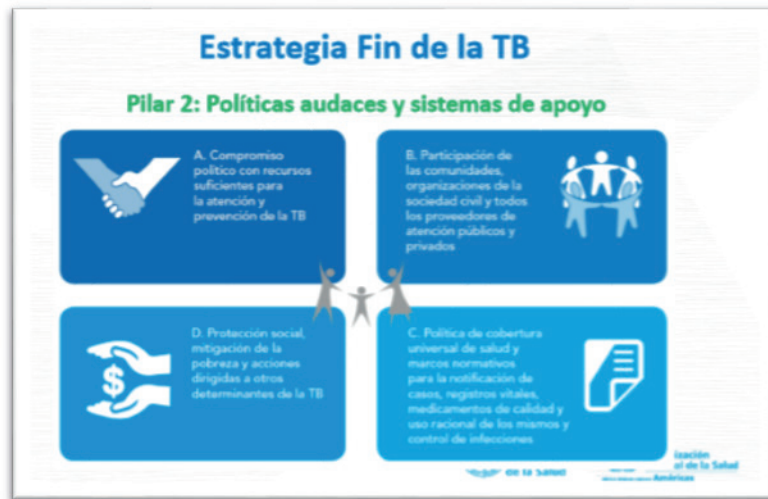 Estrategia Fin de la TB
Pilar 2: Políticas audaces y sistemas de apoyo
A. Compromiso
político con recursos
suficientes para
la atención y
prevención de la TB
B. Participación de
las comunidades,
organizaciones de la
sociedad civil y todos
los proveedores de
atención públicos y
privados
D. Protección social,
mitigación de la
pobreza y acciones
dirigidas a otros
determinantes de la TB
$
C. Política de cobertura
universal de salud y
marcos normativos
para la notificación de
casos, registros vitales,
medicamentos de calidad y
uso racional de los mismos y
control de infecciones
de la Salud
ización
al de la Salud
Américas